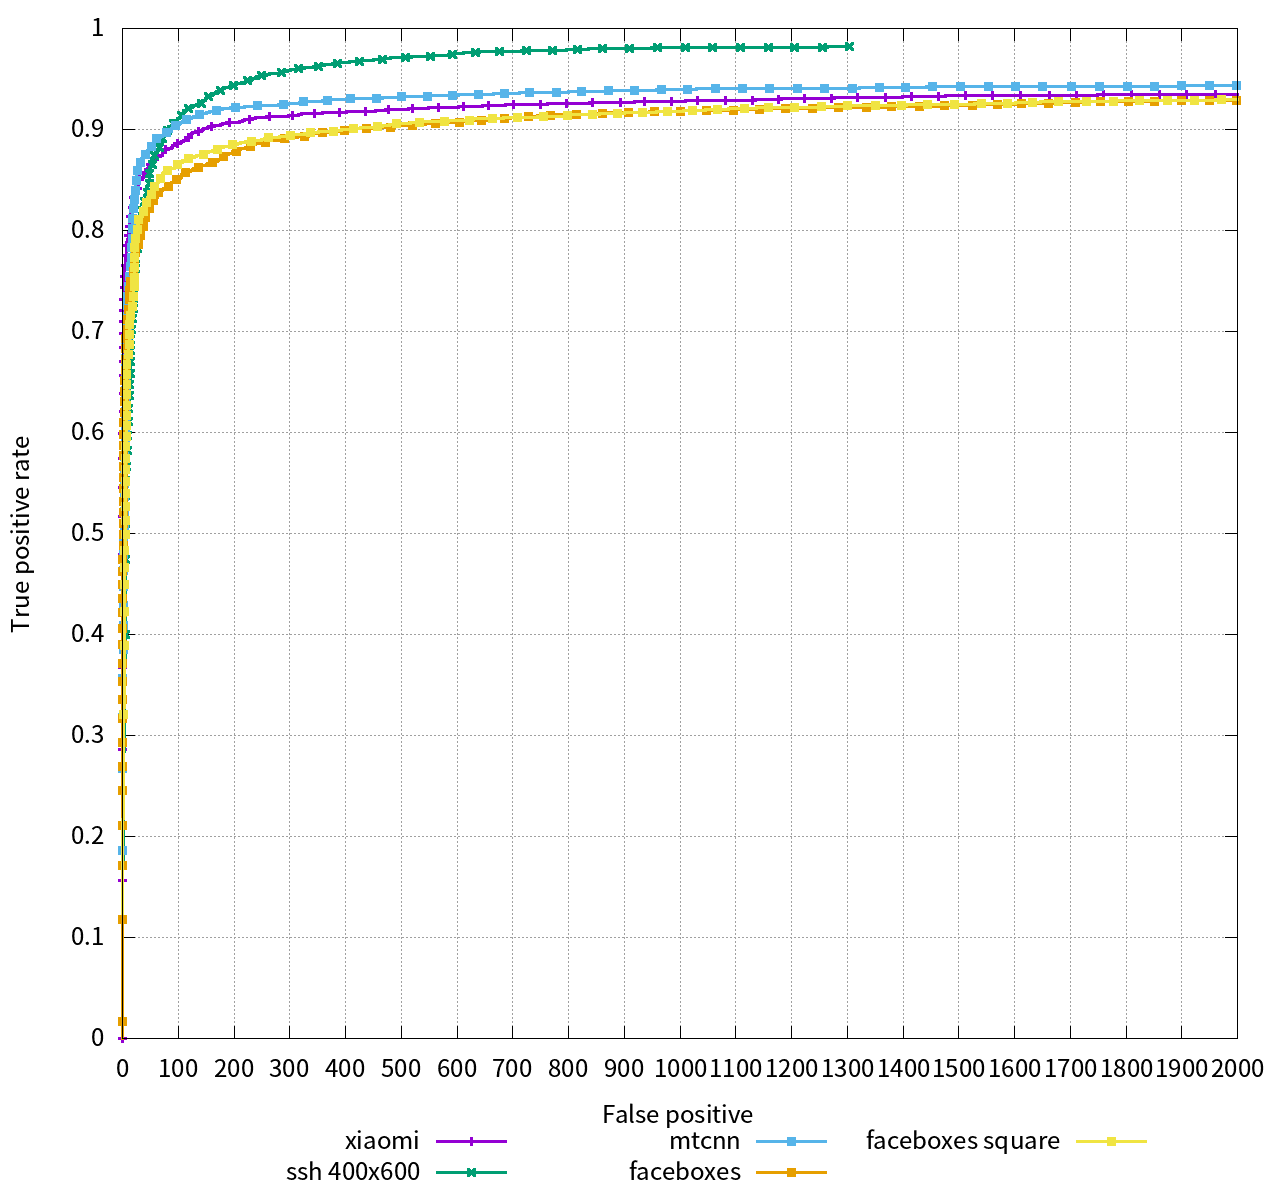 1
0.9
0.8
0.7
0.6
0.5
0.4
0.3
0.2
0.1
0
True positive rate
0 100 200 300 400 500 600 700 800 900 1000 1100 1200 1300 1400 1500 1600 1700 1800 1900 2000
False positive
xiaomi mtcnn faceboxes square
ssh 400x600 faceboxes